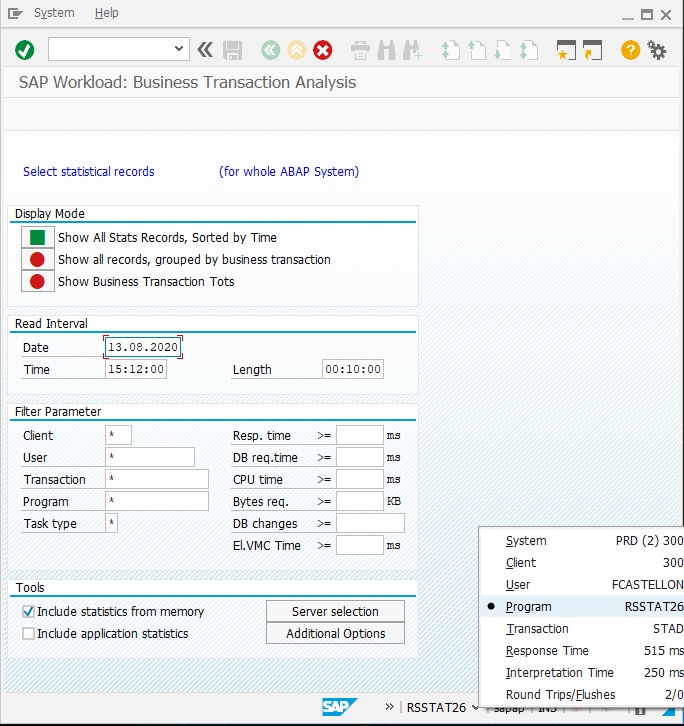 System Help
SAP Workload: Business Transaction Analysis
Select statistical records (for whole ABAP System)
Display Mode
Show All Stats Records, Sorted by Time
Show all records, grouped by business transaction
Show Business Transaction Tots
Read Interval
Date 13.08.2020
Time 15:12:00 Length 00:10:00
Filter Parameter
Client * Resp. time >= ms
User * DB req.time >= ms
Transaction * CPU time >= ms
Program * Bytes req. >= KB
Task type * DB changes >=
El.VMC Time >= ms
Tools
Include statistics from memory Server selection
Include application statistics Additional Options
System PRD (2) 300
Client 300
User FCASTELLON
Program RSSTAT26
Transaction STAD
Response Time 515 ms
Interpretation Time 250 ms
Round Trips/Flushes 2/0
SAP RSSTAT26 sapap INS